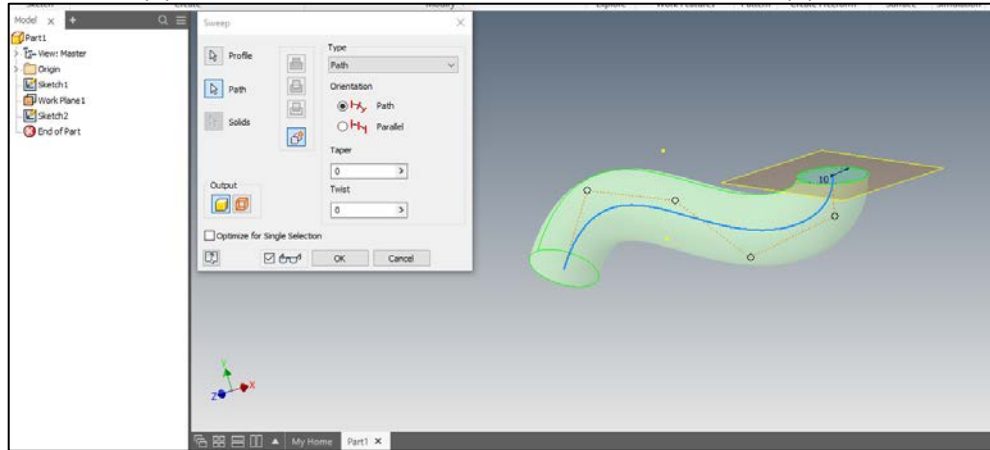 Model x +
Part1
View: Master
Origin
Sketch1
Work Plane1
Sketch2
End of Part
Sweep
Profile
Path
Solids
Type
Path
Orientation
Path
Parallel
Taper
0 >
Twist
0 >
Output
Optimize for Single Selection
OK Cancel
10
Y
X
Z
My Home Part1 x